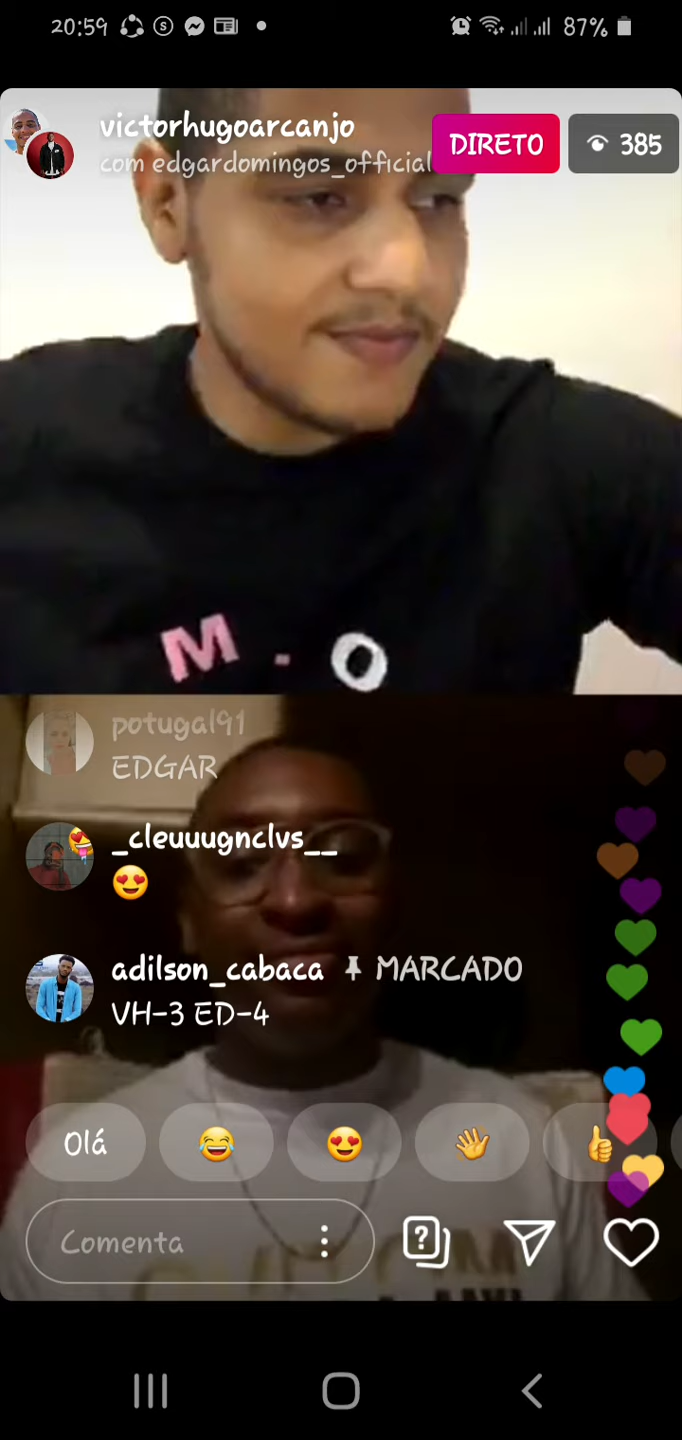 20:59
87%
victorhugoarcanjo
com edgardomingos_official
DIRETO
385
M . O
potugal91
EDGAR
_cleuuugnclvs__
adilson_cabaca MARCADO
VH-3 ED-4
Olá
Comenta